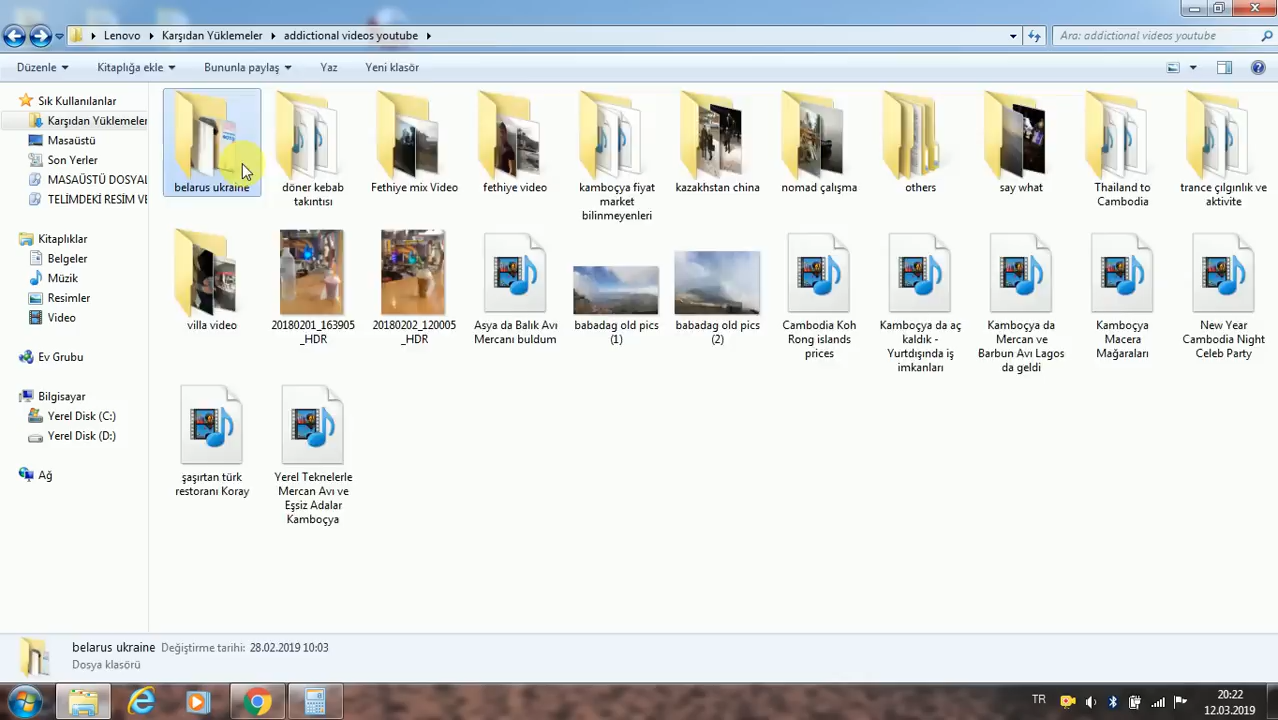 Lenovo Karşıdan Yüklemeler addictional videos youtube
Ara: addictional videos youtube
Düzenle Kitaplığa ekle Bununla paylaş Yaz Yeni klasör
Sık Kullanılanlar
Karşıdan Yüklemeler
Masaüstü
Son Yerler
MASAÜSTÜ DOSYAL
TELİMDEKİ RESİM VE
Kitaplıklar
Belgeler
Müzik
Resimler
Video
Ev Grubu
Bilgisayar
Yerel Disk (C:)
Yerel Disk (D:)
Ağ
belarus ukraine
döner kebab
takıntısı
Fethiye mix Video
fethiye video
kamboçya fiyat
market
bilinmeyenleri
kazakhstan china
nomad çalışma
others
say what
Thailand to
Cambodia
trance çılgınlık ve
aktivite
villa video
20180201_163905
_HDR
20180202_120005
_HDR
Asya da Balık Avı
Mercanı buldum
babadag old pics
(1)
babadag old pics
(2)
Cambodia Koh
Rong islands
prices
Kamboçya da aç
kaldık -
Yurtdışında iş
imkanları
Kamboçya da
Mercan ve
Barbun Avı Lagos
da geldi
Kamboçya
Macera
Mağaraları
New Year
Cambodia Night
Celeb Party
şaşırtan türk
restoranı Koray
Yerel Teknelerle
Mercan Avı ve
Eşsiz Adalar
Kamboçya
belarus ukraine Değiştirme tarihi: 28.02.2019 10:03
Dosya klasörü
TR
20:22
12.03.2019